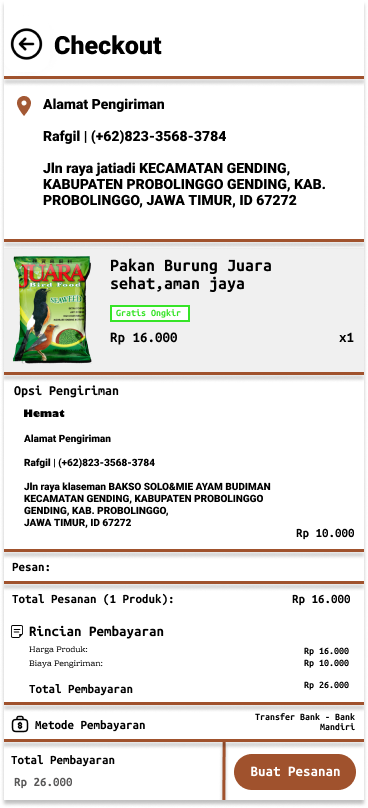 Checkout
Alamat Pengiriman
Rafgil | (+62)823-3568-3784
Jln raya jatiadi KECAMATAN GENDING,
KABUPATEN PROBOLINGGO GENDING, KAB.
PROBOLINGGO, JAWA TIMUR, ID 67272
JUARA
Bird Food
SEAWEED
Pakan Burung Juara
sehat,aman jaya
Gratis Ongkir
Rp 16.000 x1
Opsi Pengiriman
Hemat
Alamat Pengiriman
Rafgil | (+62)823-3568-3784
Jln raya klaseman BAKSO SOLO&MIE AYAM BUDIMAN
KECAMATAN GENDING, KABUPATEN PROBOLINGGO
GENDING, KAB. PROBOLINGGO,
JAWA TIMUR, ID 67272
Rp 10.000
Pesan:
Total Pesanan (1 Produk): Rp 16.000
Rincian Pembayaran
Harga Produk: Rp 16.000
Biaya Pengiriman: Rp 10.000
Total Pembayaran Rp 26.000
Metode Pembayaran
Transfer Bank - Bank
Mandiri
Total Pembayaran
Rp 26.000
Buat Pesanan